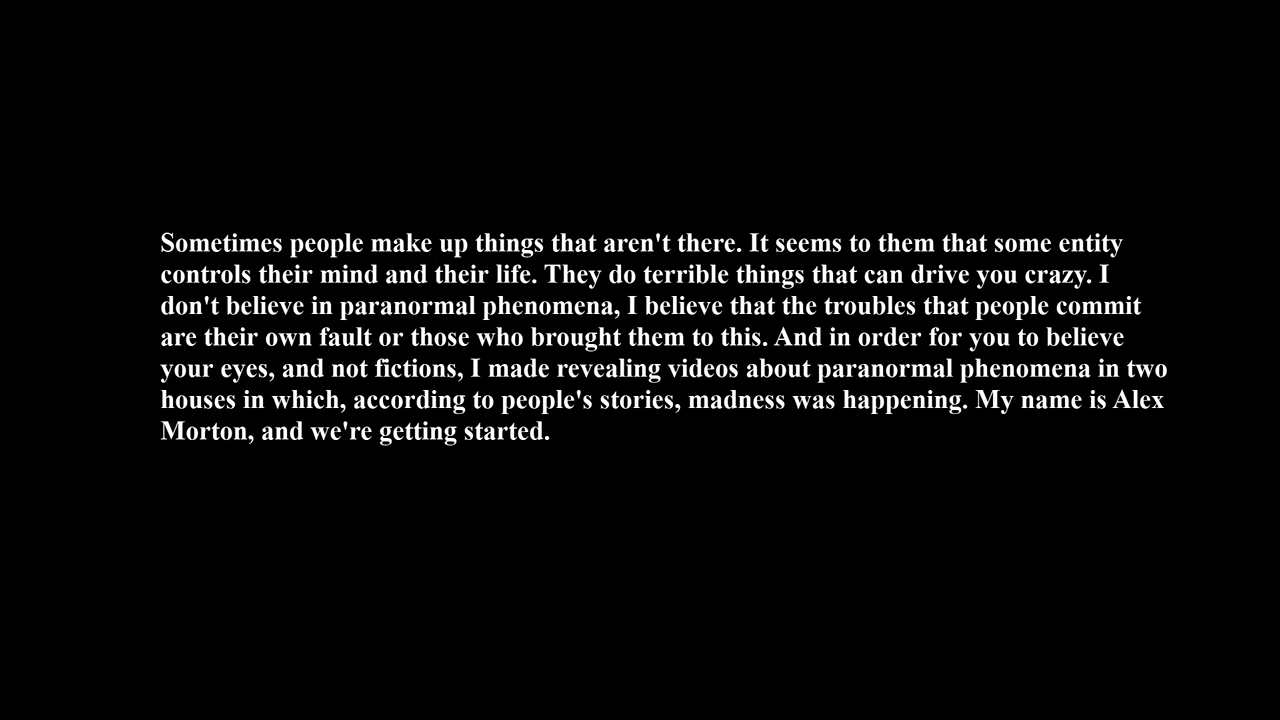 Sometimes people make up things that aren't there. It seems to them that some entity
controls their mind and their life. They do terrible things that can drive you crazy. I
don't believe in paranormal phenomena, I believe that the troubles that people commit
are their own fault or those who brought them to this. And in order for you to believe
your eyes, and not fictions, I made revealing videos about paranormal phenomena in two
houses in which, according to people's stories, madness was happening. My name is Alex
Morton, and we're getting started.